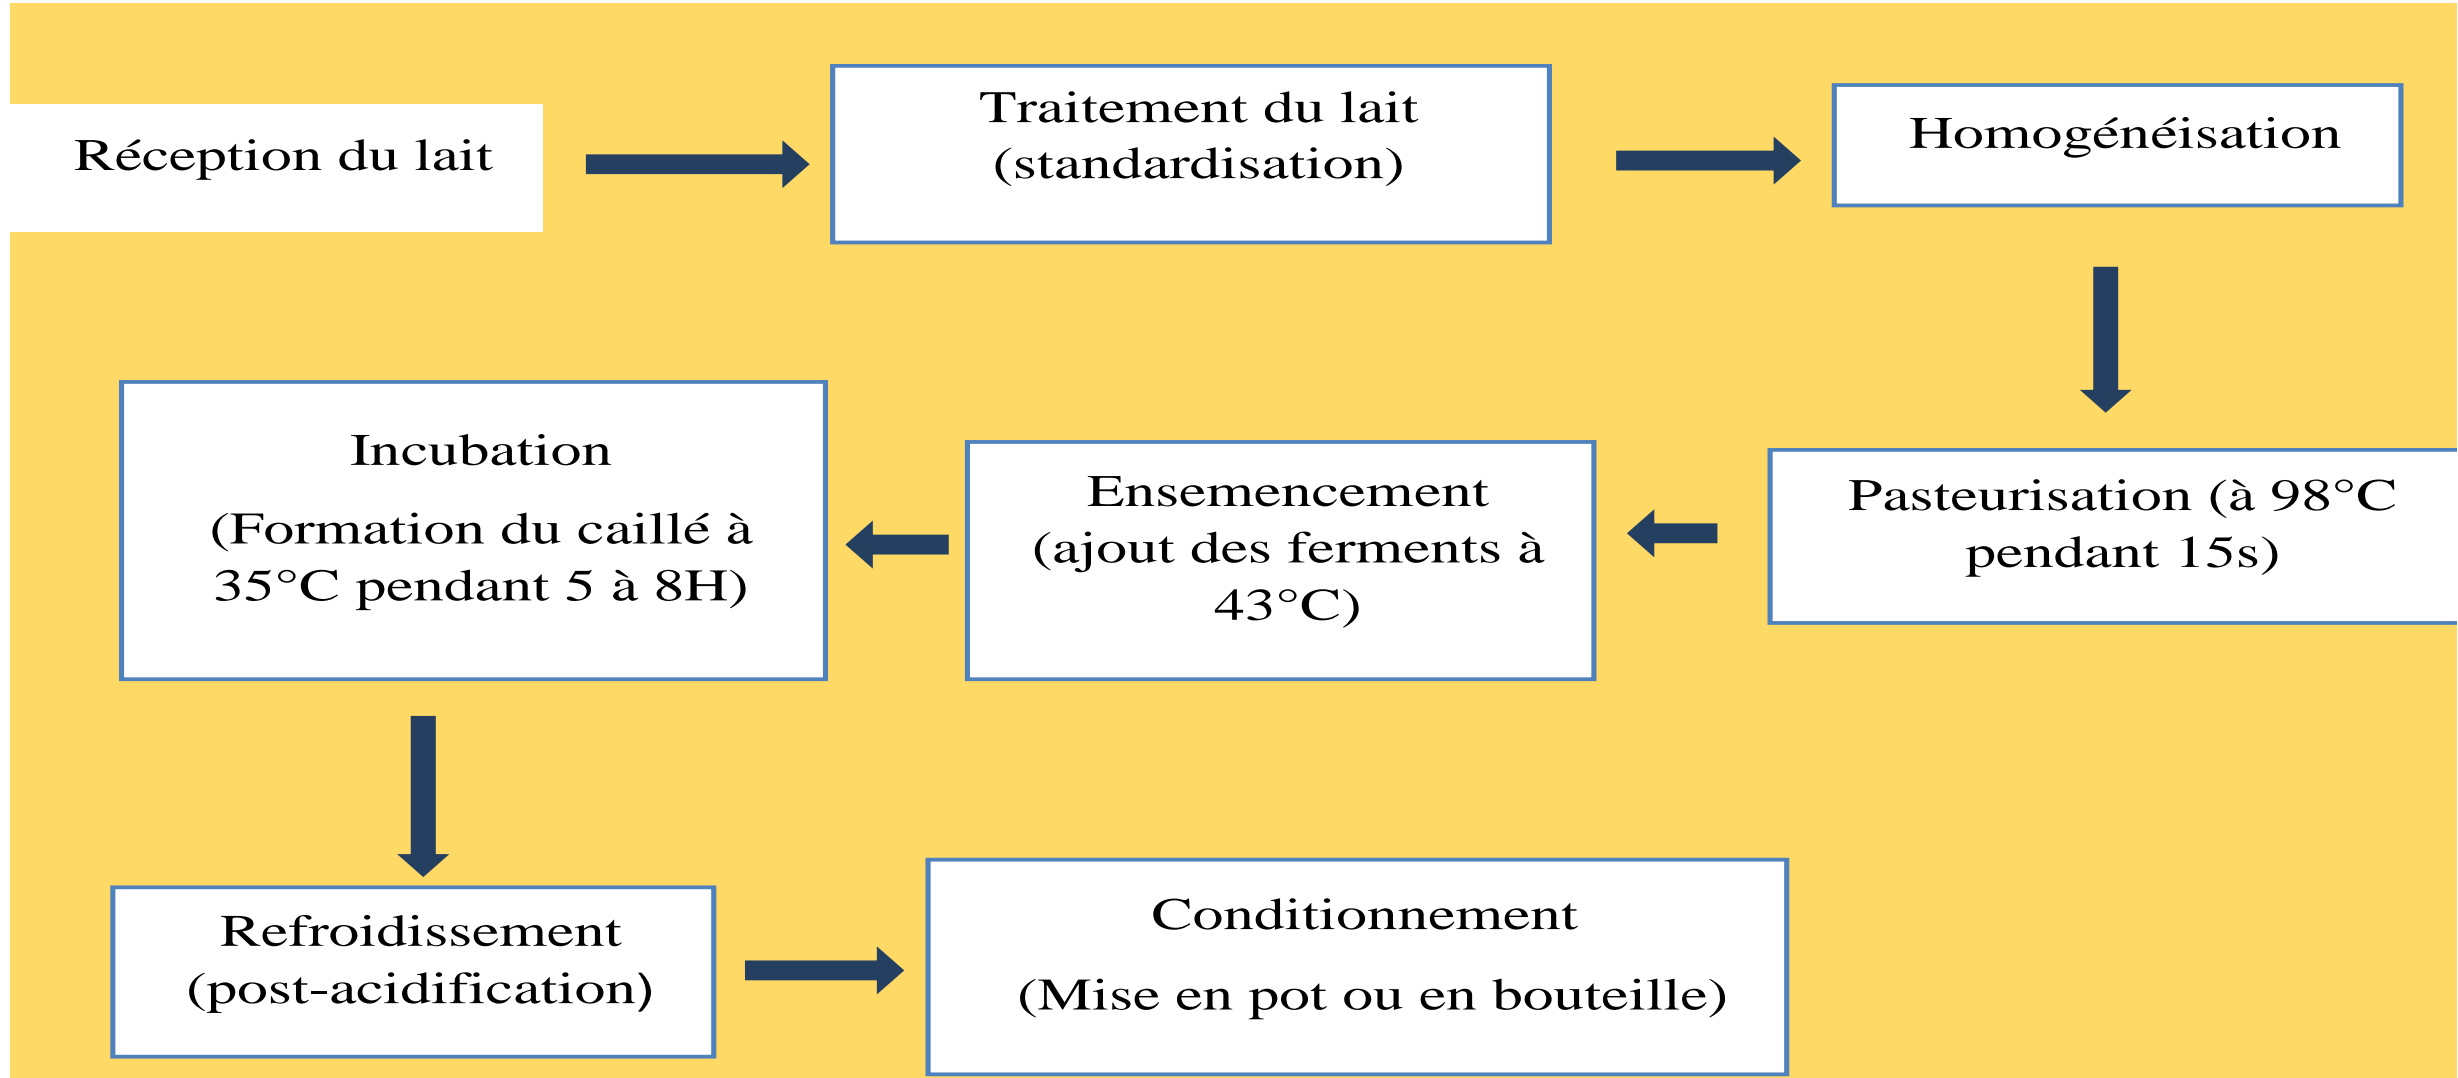 Réception du lait
Traitement du lait
(standardisation)
Homogénéisation
Pasteurisation (à 98°C
pendant 15s)
Ensemencement
(ajout des ferments à
43°C)
Incubation
(Formation du caillé à
35°C pendant 5 à 8H)
Refroidissement
(post-acidification)
Conditionnement
(Mise en pot ou en bouteille)